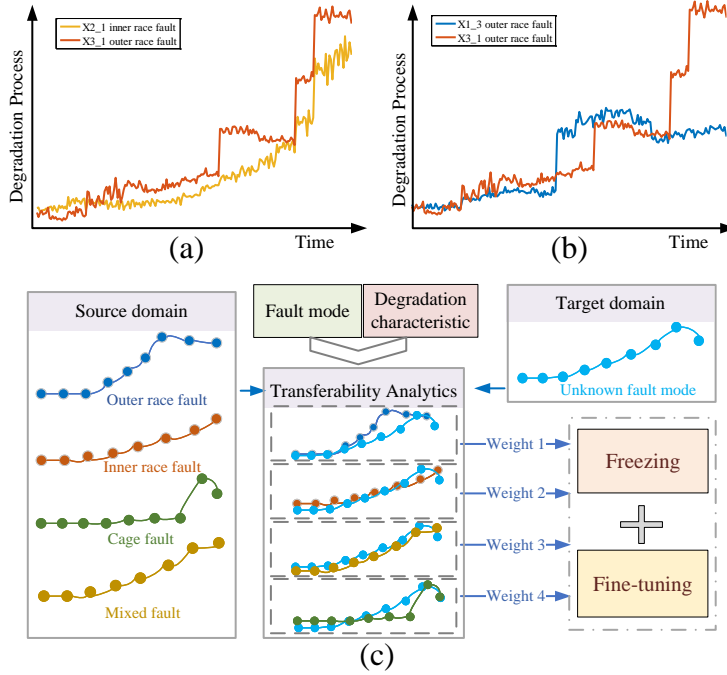 X2_1 inner race fault
X3_1 outer race fault
Degradation Process
Time
(a)
X1_3 outer race fault
X3_1 outer race fault
Degradation Process
Time
(b)
Source domain
Outer race fault
Inner race fault
Cage fault
Mixed fault
Fault mode
Degradation
characteristic
Transferability Analytics
Target domain
Unknown fault mode
Weight 1
Weight 2
Weight 3
Weight 4
Freezing
Fine-tuning
(c)